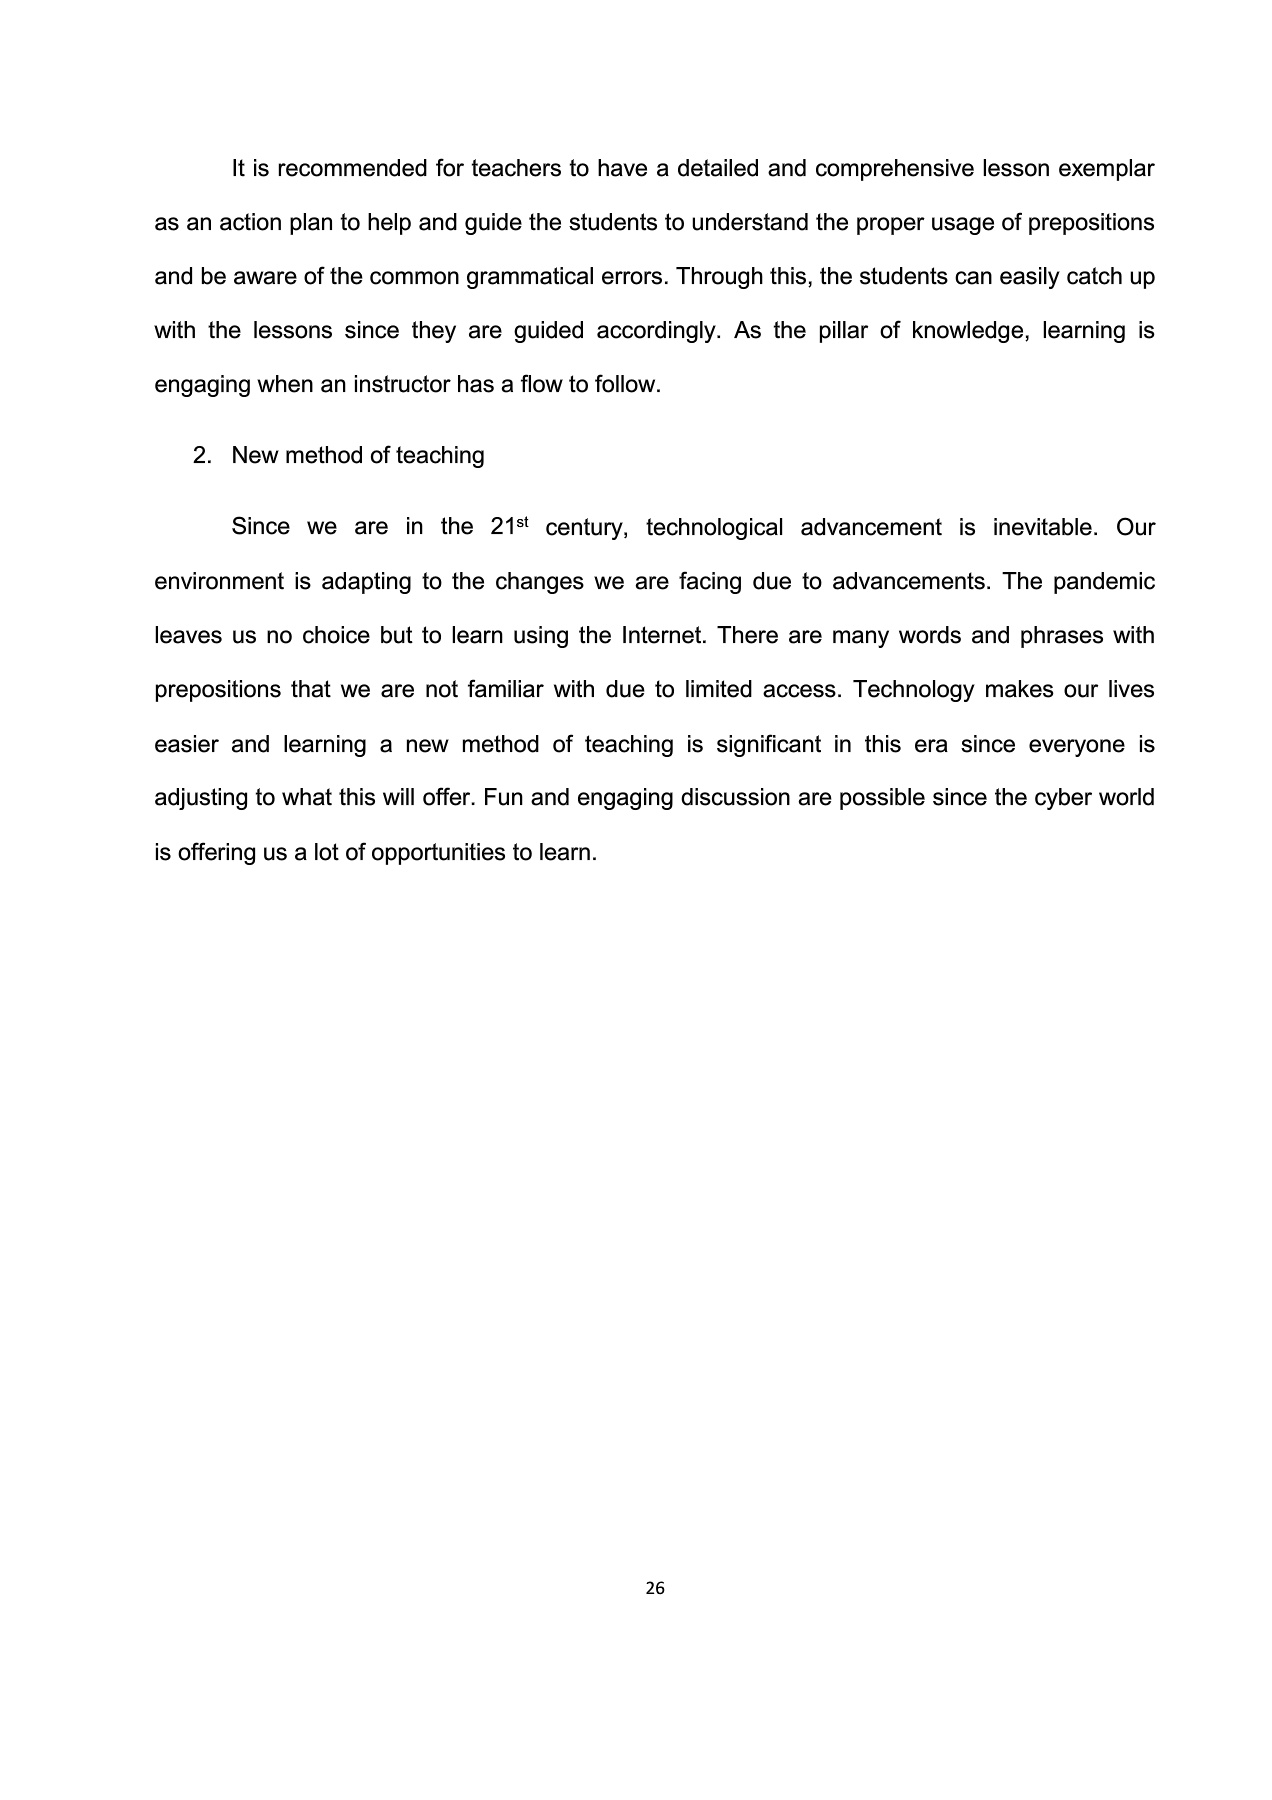 It is recommended for teachers to have a detailed and comprehensive lesson exemplar
as an action plan to help and guide the students to understand the proper usage of prepositions
and be aware of the common grammatical errors. Through this, the students can easily catch up
with the lessons since they are guided accordingly. As the pillar of knowledge, learning is
engaging when an instructor has a flow to follow.
2. New method of teaching
Since we are in the 21st century, technological advancement is inevitable. Our
environment is adapting to the changes we are facing due to advancements. The pandemic
leaves us no choice but to learn using the Internet. There are many words and phrases with
prepositions that we are not familiar with due to limited access. Technology makes our lives
easier and learning a new method of teaching is significant in this era since everyone is
adjusting to what this will offer. Fun and engaging discussion are possible since the cyber world
is offering us a lot of opportunities to learn.
26